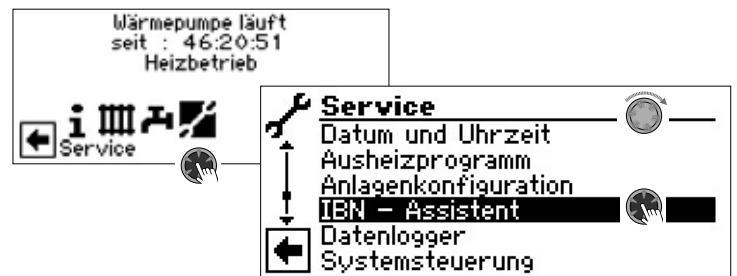 Wärmepumpe läuft
seit : 46:20:51
Heizbetrieb
Service
Service
Datum und Uhrzeit
Ausheizprogramm
Anlagenkonfiguration
IBN - Assistent
Datenlogger
Systemsteuerung